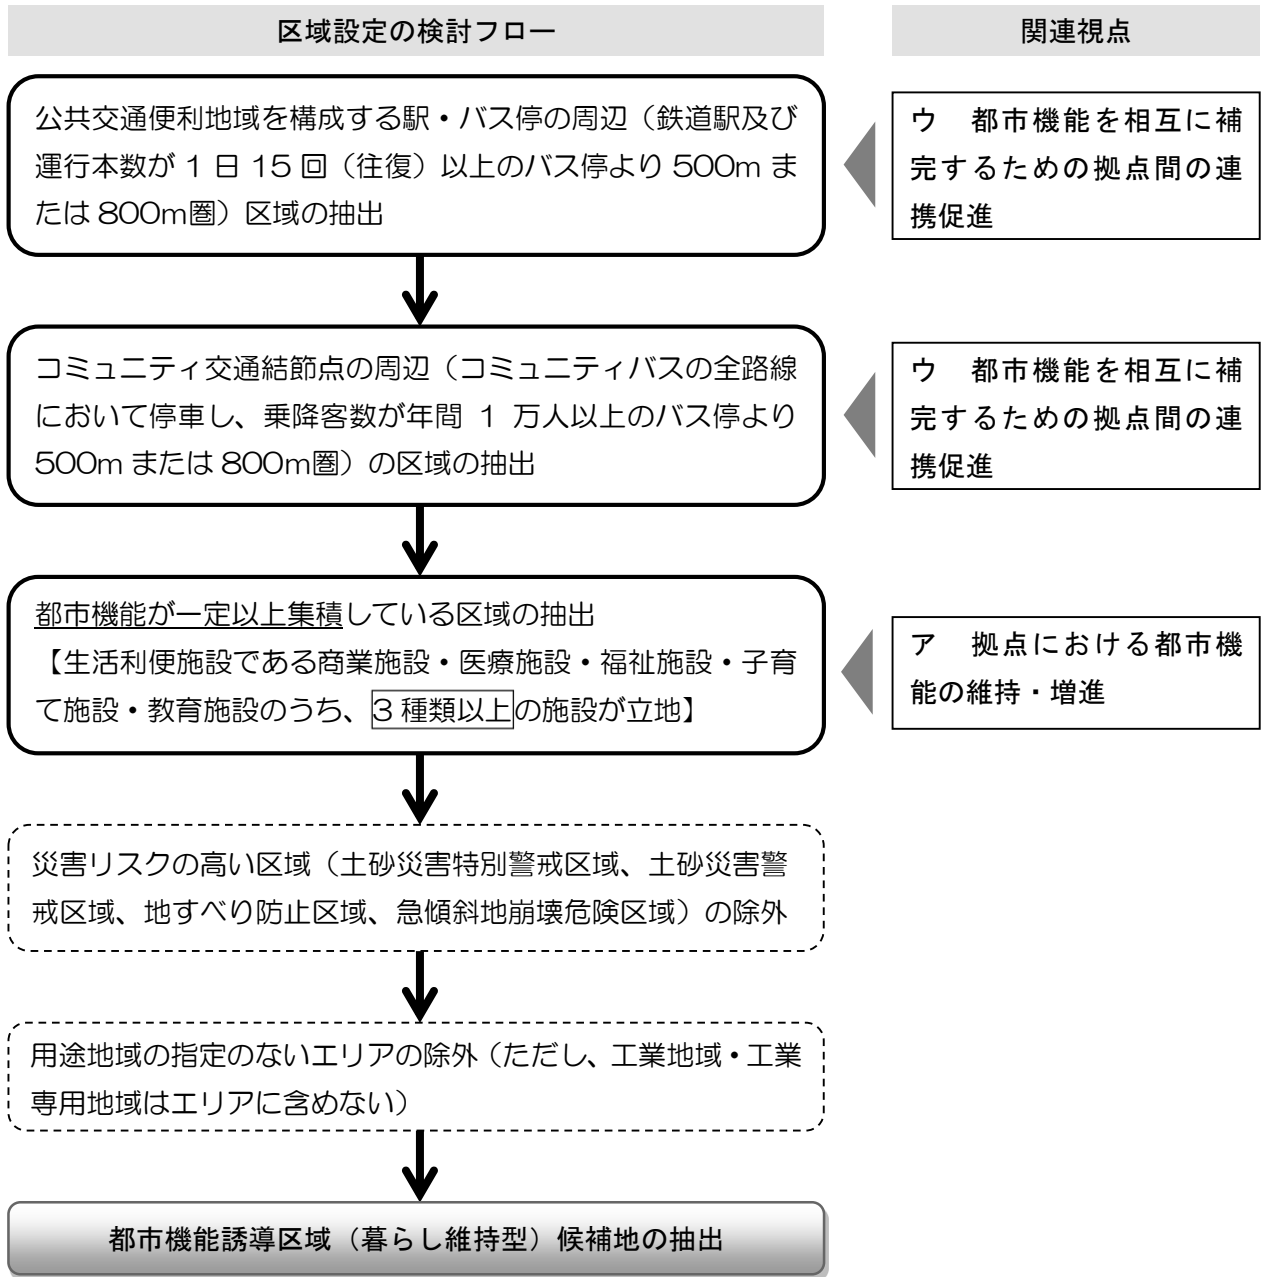 区域設定の検討フロー
関連視点
公共交通便利地域を構成する駅・バス停の周辺（鉄道駅及び
運行本数が 1 日 15 回（往復）以上のバス停より 500m ま
たは 800m圏）区域の抽出
ウ　都市機能を相互に補
完するための拠点間の連
携促進
コミュニティ交通結節点の周辺（コミュニティバスの全路線
において停車し、乗降客数が年間 1 万人以上のバス停より
500m または 800m圏）の区域の抽出
ウ　都市機能を相互に補
完するための拠点間の連
携促進
都市機能が一定以上集積している区域の抽出
【生活利便施設である商業施設・医療施設・福祉施設・子育
て施設・教育施設のうち、3 種類以上の施設が立地】
ア　拠点における都市機
能の維持・増進
災害リスクの高い区域（土砂災害特別警戒区域、土砂災害警
戒区域、地すべり防止区域、急傾斜地崩壊危険区域）の除外
用途地域の指定のないエリアの除外（ただし、工業地域・工業
専用地域はエリアに含めない）
都市機能誘導区域（暮らし維持型）候補地の抽出